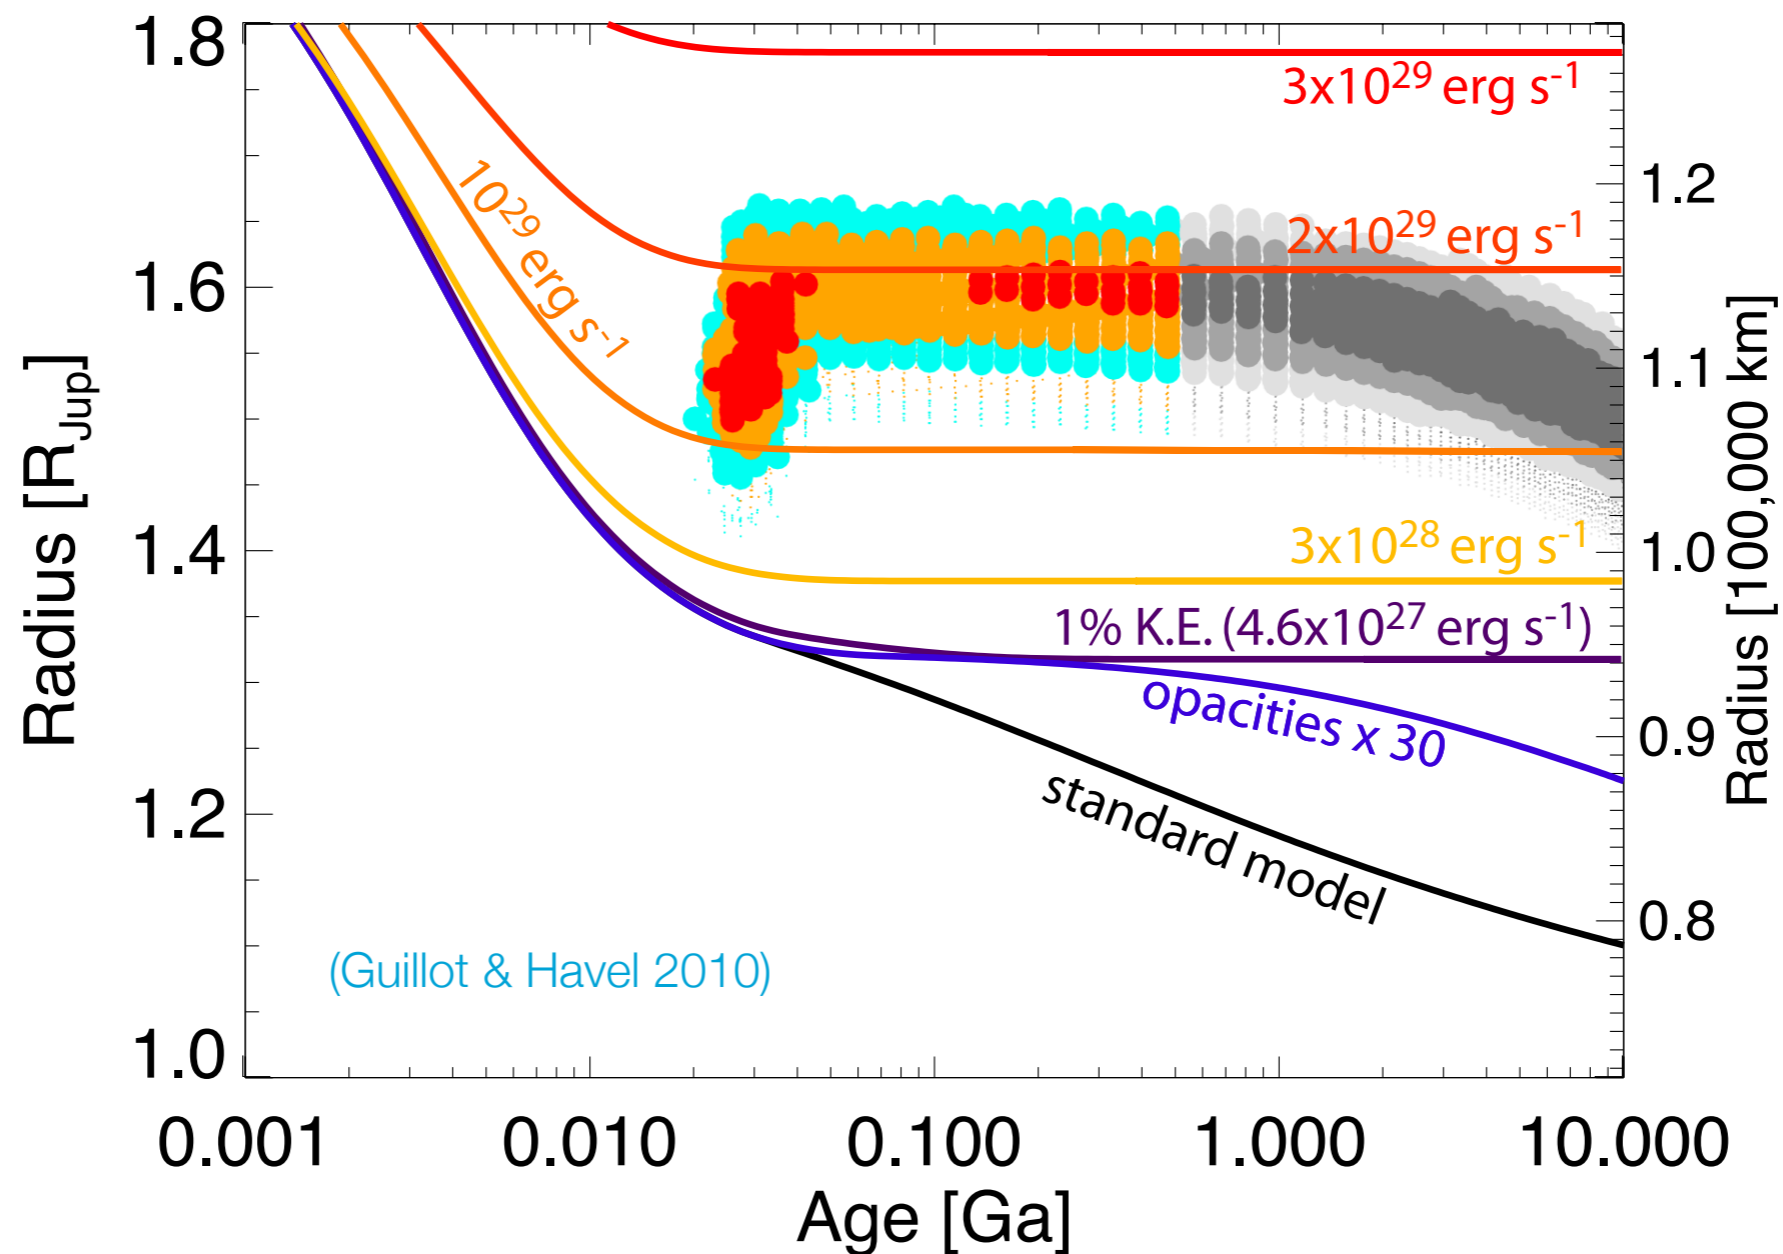 1.8
1.6
1.4
1.2
1.0
Radius [R_Jup]
3x10^29 erg s^-1
2x10^29 erg s^-1
10^29 erg s^-1
3x10^28 erg s^-1
1% K.E. (4.6x10^27 erg s^-1)
opacities x 30
standard model
(Guillot & Havel 2010)
1.2
1.1
1.0
0.9
0.8
Radius [100,000 km]
0.001
0.010
0.100
1.000
10.000
Age [Ga]